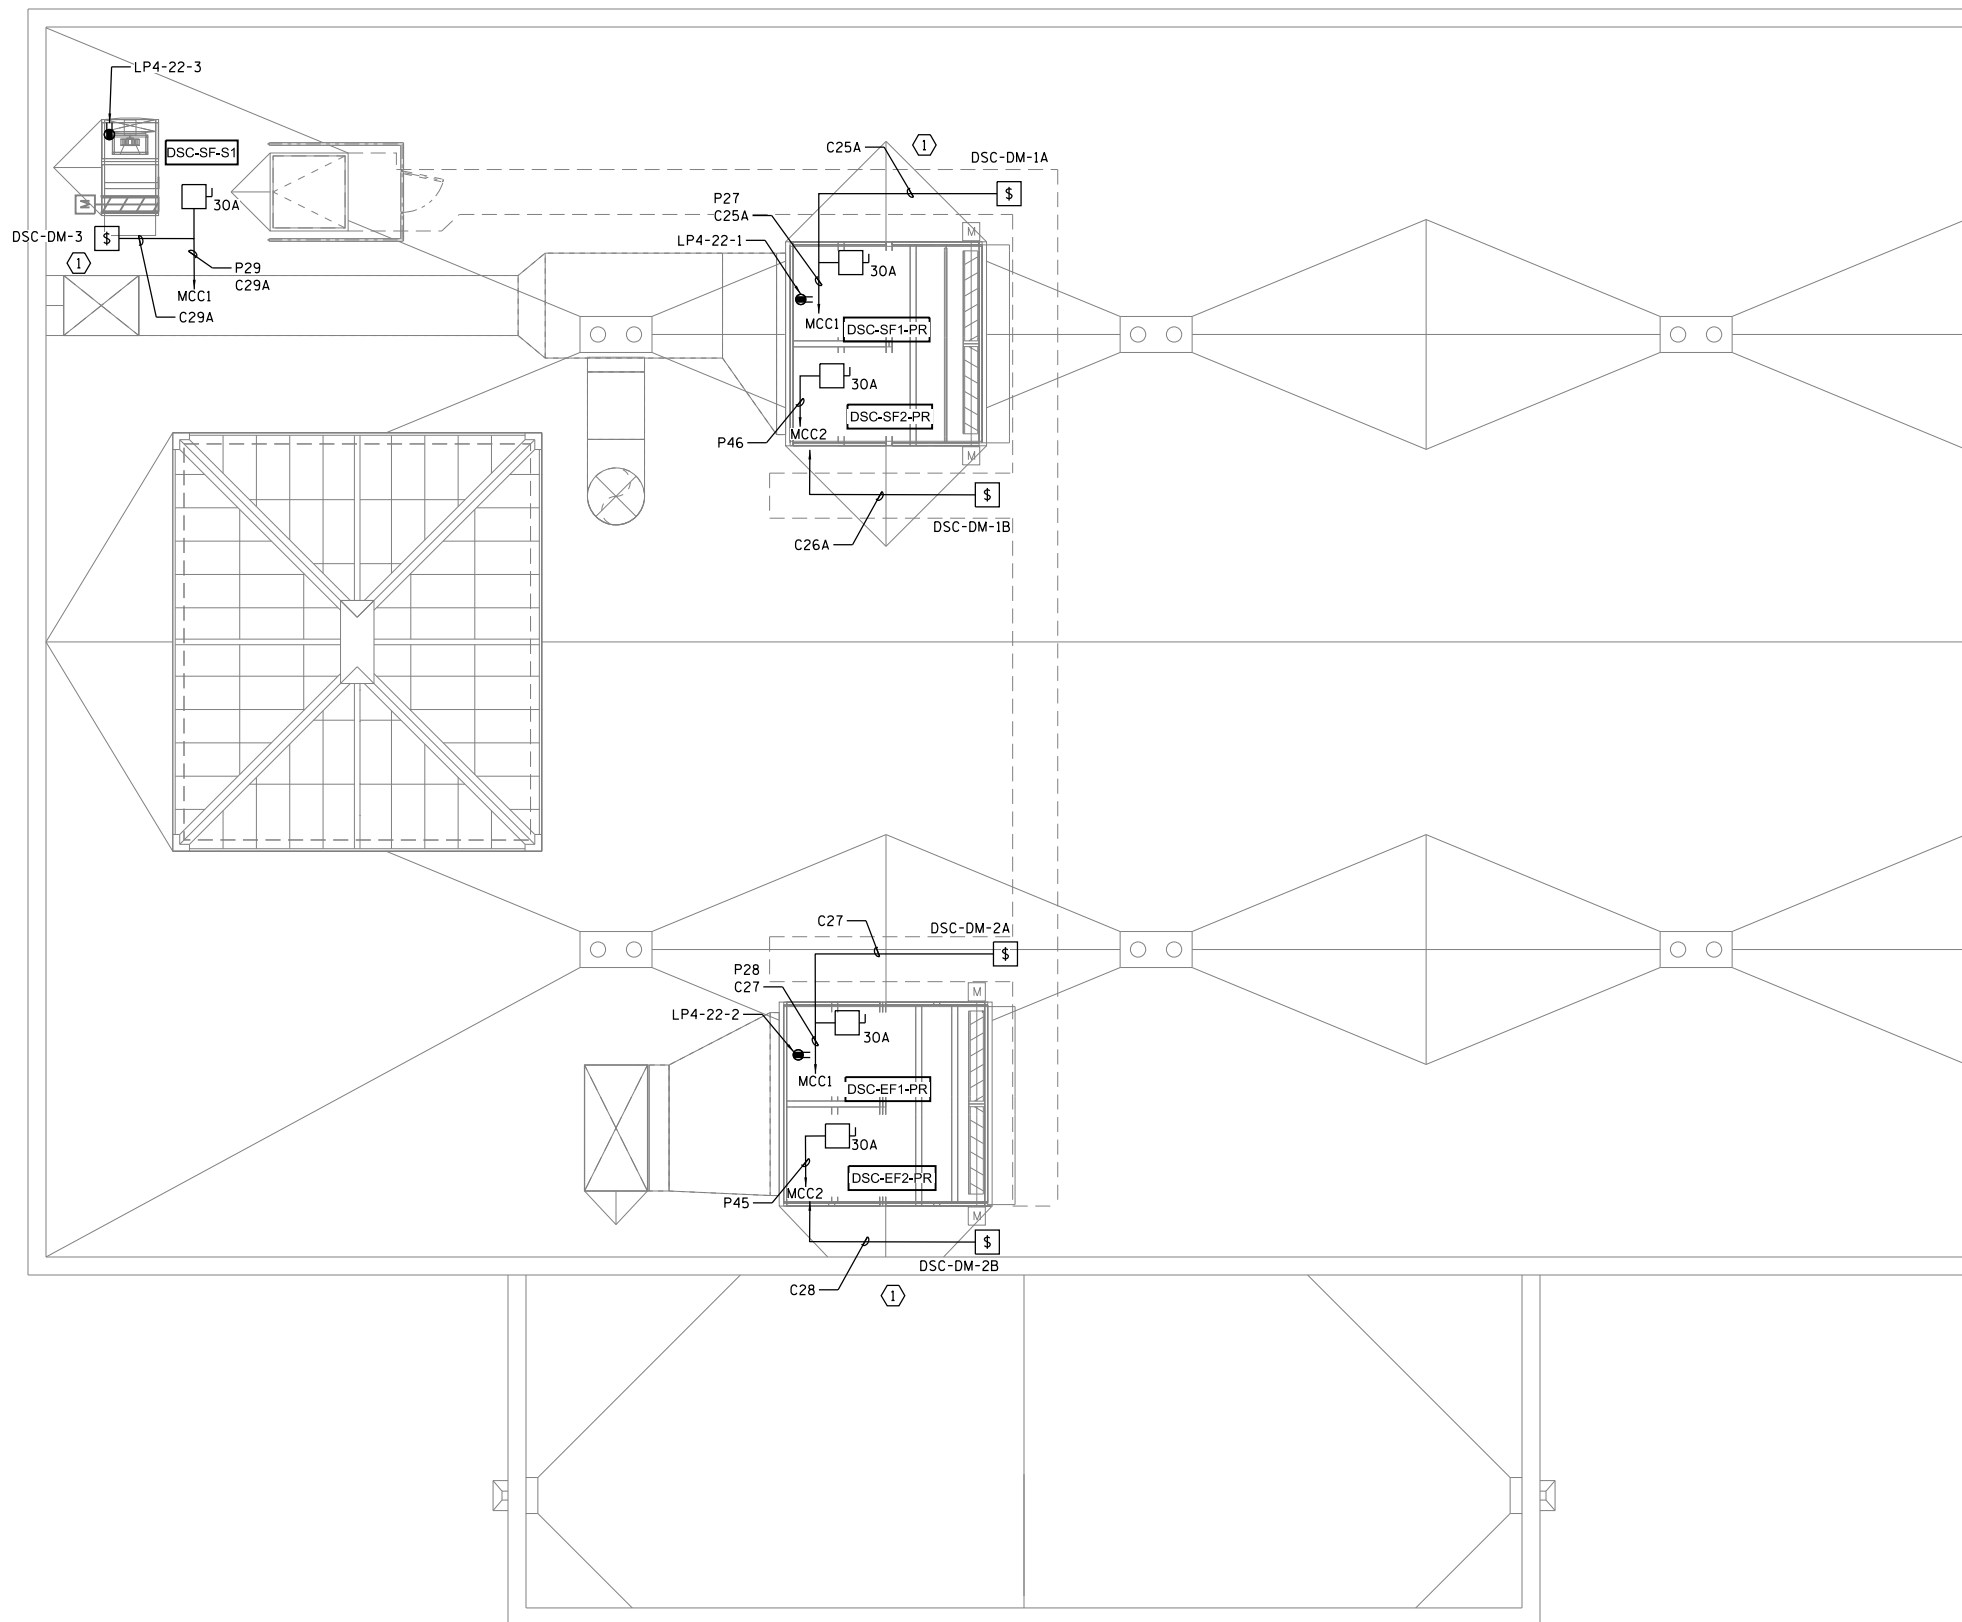 LP4-22-3
DSC-SF-S1
30A
DSC-DM-3
$
1
P29
C29A
MCC1
C29A
M
C25A
1
DSC-DM-1A
$
P27
C25A
LP4-22-1
M
30A
MCC1
DSC-SF1-PR
30A
DSC-SF2-PR
MCC2
P46
M
$
DSC-DM-1B
C26A
C27
DSC-DM-2A
$
P28
C27
M
LP4-22-2
30A
MCC1
DSC-EF1-PR
30A
DSC-EF2-PR
MCC2
P45
M
$
DSC-DM-2B
C28
1